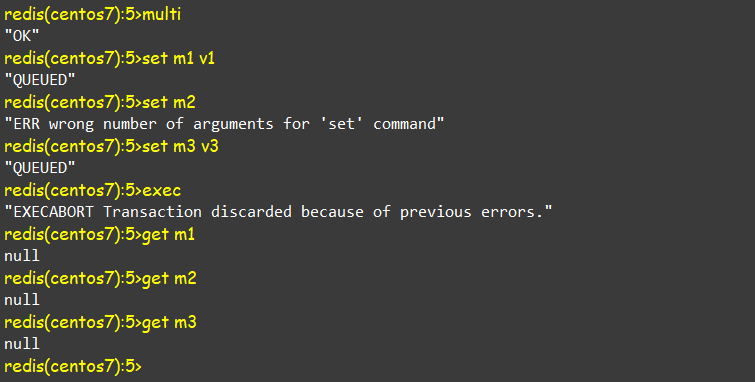 redis(centos7):5>multi
"OK"
redis(centos7):5>set m1 v1
"QUEUED"
redis(centos7):5>set m2
"ERR wrong number of arguments for 'set' command"
redis(centos7):5>set m3 v3
"QUEUED"
redis(centos7):5>exec
"EXECABORT Transaction discarded because of previous errors."
redis(centos7):5>get m1
null
redis(centos7):5>get m2
null
redis(centos7):5>get m3
null
redis(centos7):5>